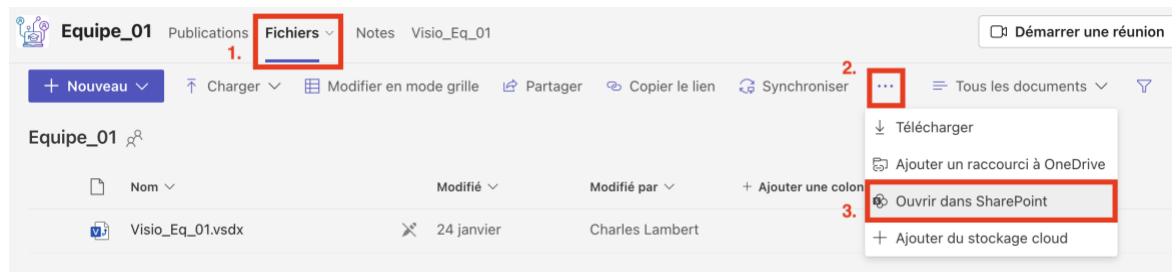 Equipe_01 Publications Fichiers Notes Visio_Eq_01 Démarrer une réunion
1.
2.
+ Nouveau Charger Modifier en mode grille Partager Copier le lien Synchroniser ... Tous les documents
Télécharger
Equipe_01
Ajouter un raccourci à OneDrive
Nom Modifié Modifié par + Ajouter une colon
Ouvrir dans SharePoint
3.
Visio_Eq_01.vsdx 24 janvier Charles Lambert
Ajouter du stockage cloud